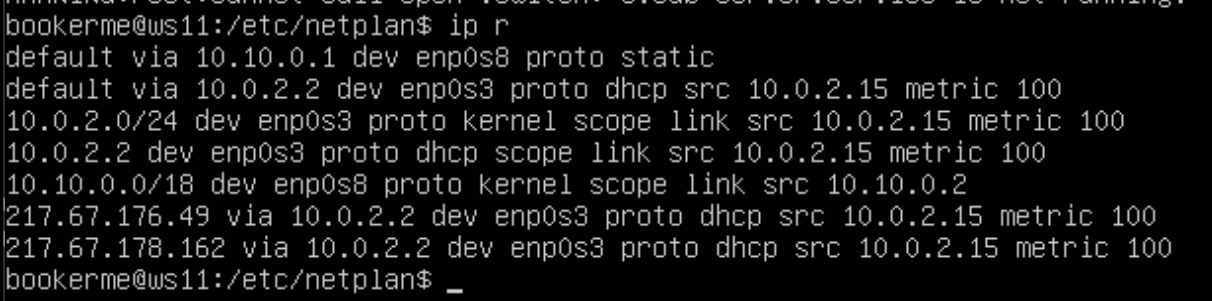 bookerme@ws11:/etc/netplan$ ip r
default via 10.10.0.1 dev enp0s8 proto static
default via 10.0.2.2 dev enp0s3 proto dhcp src 10.0.2.15 metric 100
10.0.2.0/24 dev enp0s3 proto kernel scope link src 10.0.2.15 metric 100
10.0.2.2 dev enp0s3 proto dhcp scope link src 10.0.2.15 metric 100
10.10.0.0/18 dev enp0s8 proto kernel scope link src 10.10.0.2
217.67.176.49 via 10.0.2.2 dev enp0s3 proto dhcp src 10.0.2.15 metric 100
217.67.178.162 via 10.0.2.2 dev enp0s3 proto dhcp src 10.0.2.15 metric 100
bookerme@ws11:/etc/netplan$ _